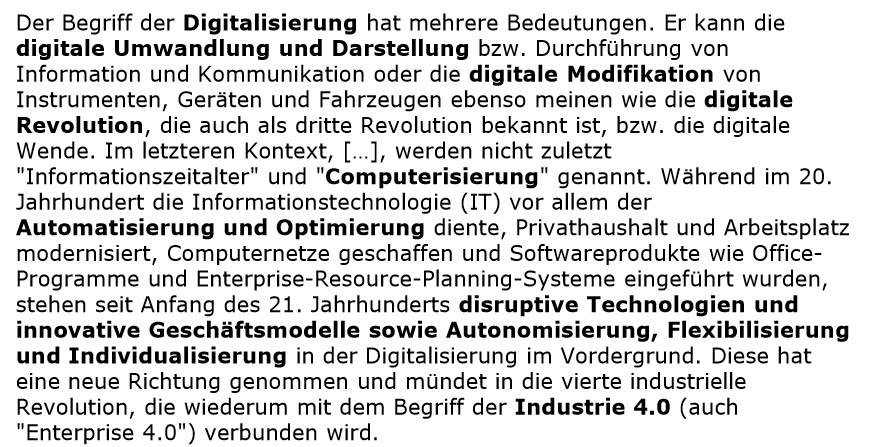 Der Begriff der Digitalisierung hat mehrere Bedeutungen. Er kann die
digitale Umwandlung und Darstellung bzw. Durchführung von
Information und Kommunikation oder die digitale Modifikation von
Instrumenten, Geräten und Fahrzeugen ebenso meinen wie die digitale
Revolution, die auch als dritte Revolution bekannt ist, bzw. die digitale
Wende. Im letzteren Kontext, [...], werden nicht zuletzt
"Informationszeitalter" und "Computerisierung" genannt. Während im 20.
Jahrhundert die Informationstechnologie (IT) vor allem der
Automatisierung und Optimierung diente, Privathaushalt und Arbeitsplatz
modernisiert, Computernetze geschaffen und Softwareprodukte wie Office-
Programme und Enterprise-Resource-Planning-Systeme eingeführt wurden,
stehen seit Anfang des 21. Jahrhunderts disruptive Technologien und
innovative Geschäftsmodelle sowie Autonomisierung, Flexibilisierung
und Individualisierung in der Digitalisierung im Vordergrund. Diese hat
eine neue Richtung genommen und mündet in die vierte industrielle
Revolution, die wiederum mit dem Begriff der Industrie 4.0 (auch
"Enterprise 4.0") verbunden wird.